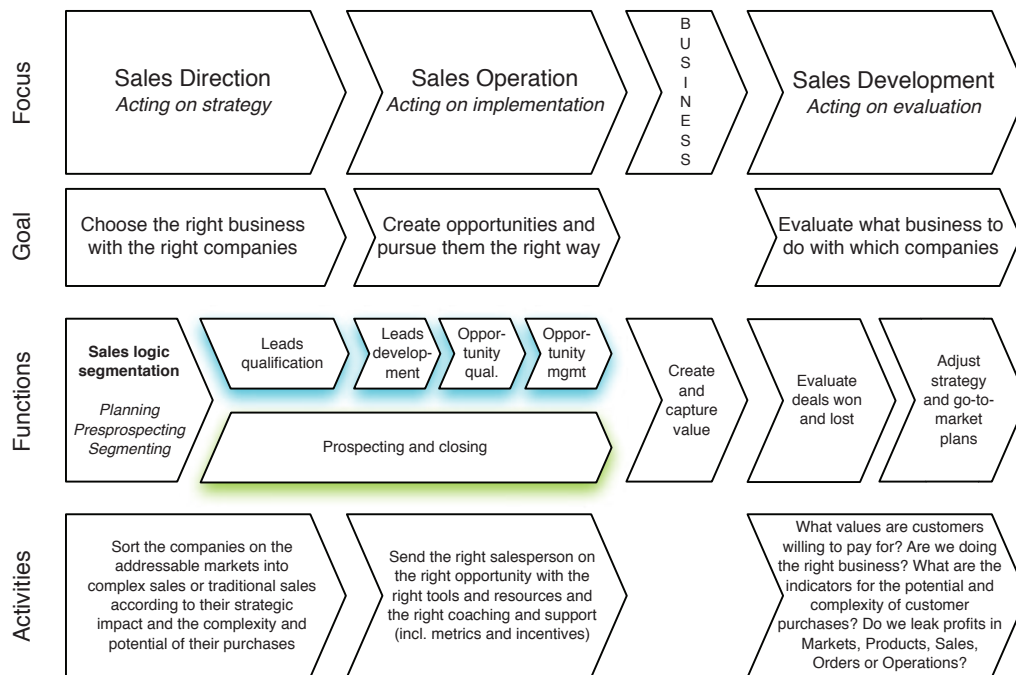 Focus
Sales Direction
Acting on strategy
Sales Operation
Acting on implementation
B
U
S
I
N
E
S
S
Sales Development
Acting on evaluation
Goal
Choose the right business
with the right companies
Create opportunities and
pursue them the right way
Evaluate what business to
do with which companies
Functions
Sales logic
segmentation
Planning
Presprospecting
Segmenting
Leads
qualification
Leads
develop-
ment
Oppor-
tunity
qual.
Oppor-
tunity
mgmt
Prospecting and closing
Create
and
capture
value
Evaluate
deals won
and lost
Adjust
strategy
and go-to-
market
plans
Activities
Sort the companies on the
addressable markets into
complex sales or traditional sales
according to their strategic
impact and the complexity and
potential of their purchases
Send the right salesperson on
the right opportunity with the
right tools and resources and
the right coaching and support
(incl. metrics and incentives)
What values are customers
willing to pay for? Are we doing
the right business? What are the
indicators for the potential and
complexity of customer
purchases? Do we leak profits in
Markets, Products, Sales,
Orders or Operations?